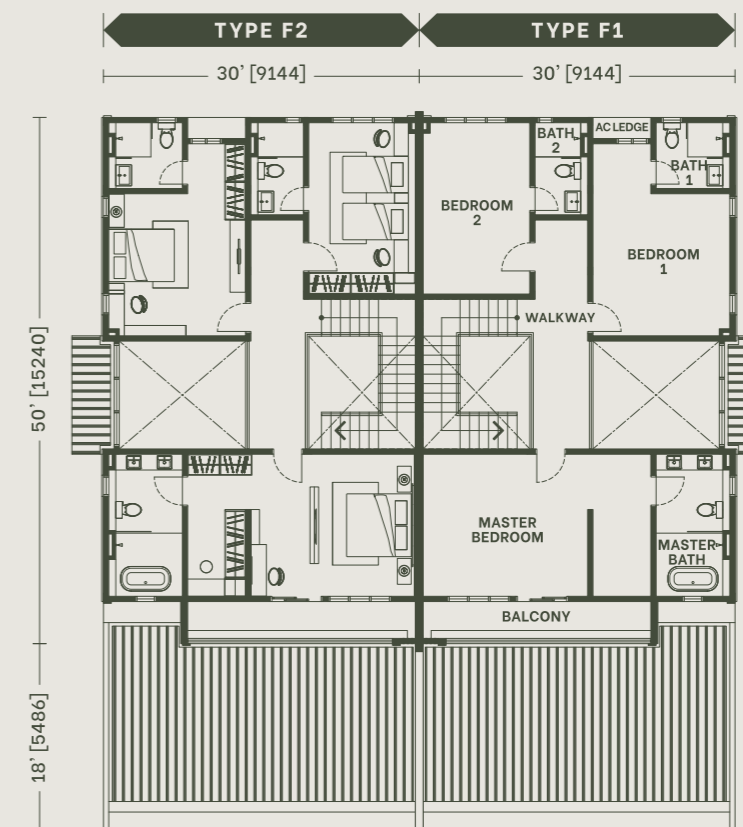 TYPE F2
TYPE F1
30’ [9144]
30’ [9144]
BATH
2
AC LEDGE
BATH
1
BEDROOM
2
BEDROOM
1
WALKWAY
50’ [15240]
MASTER
BEDROOM
MASTER
BATH
BALCONY
18’ [5486]